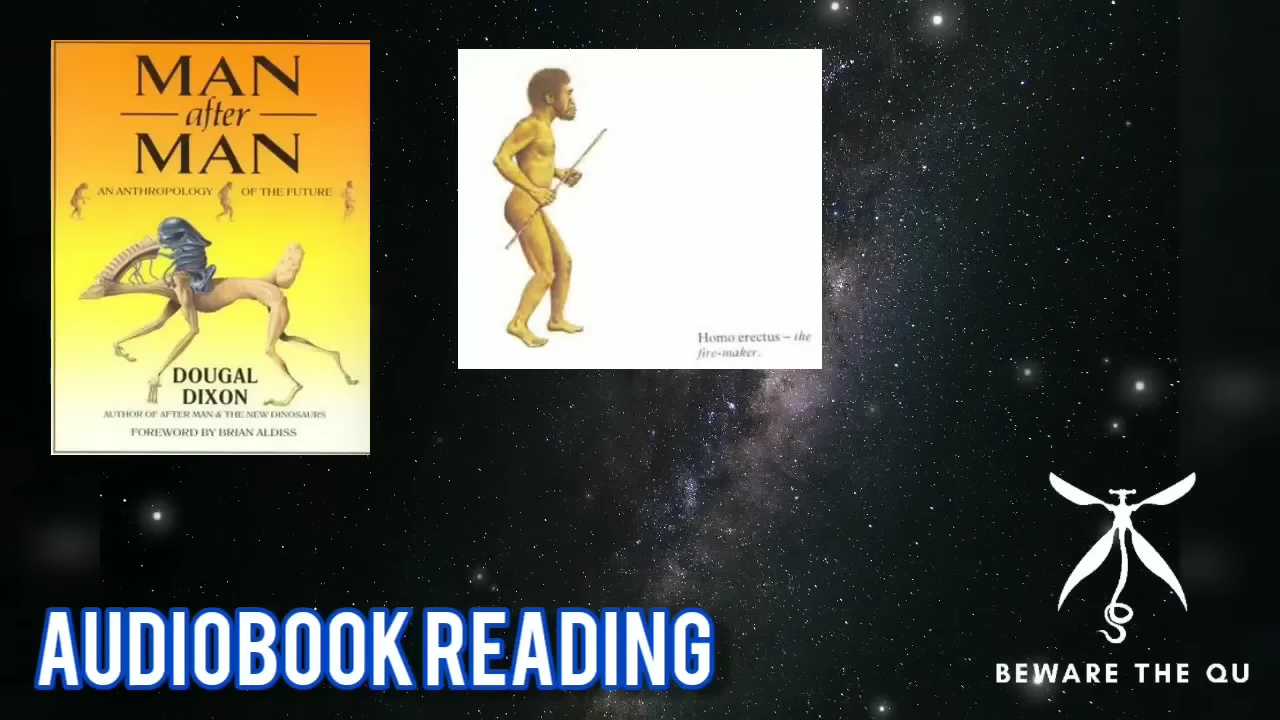 MAN
after
MAN
AN ANTHROPOLOGY OF THE FUTURE
DOUGAL
DIXON
AUTHOR OF AFTER MAN & THE NEW DINOSAURS
FOREWORD BY BRIAN ALDISS
Homo erectus – the
fire-maker.
AUDIOBOOK READING
BEWARE THE QU